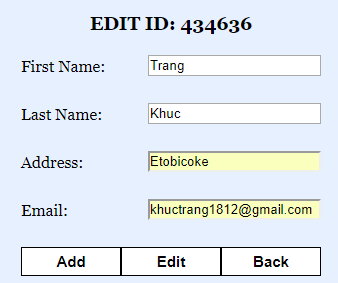 EDIT ID: 434636
First Name: Trang
Last Name: Khuc
Address: Etobicoke
Email: khuctrang1812@gmail.com
Add Edit Back